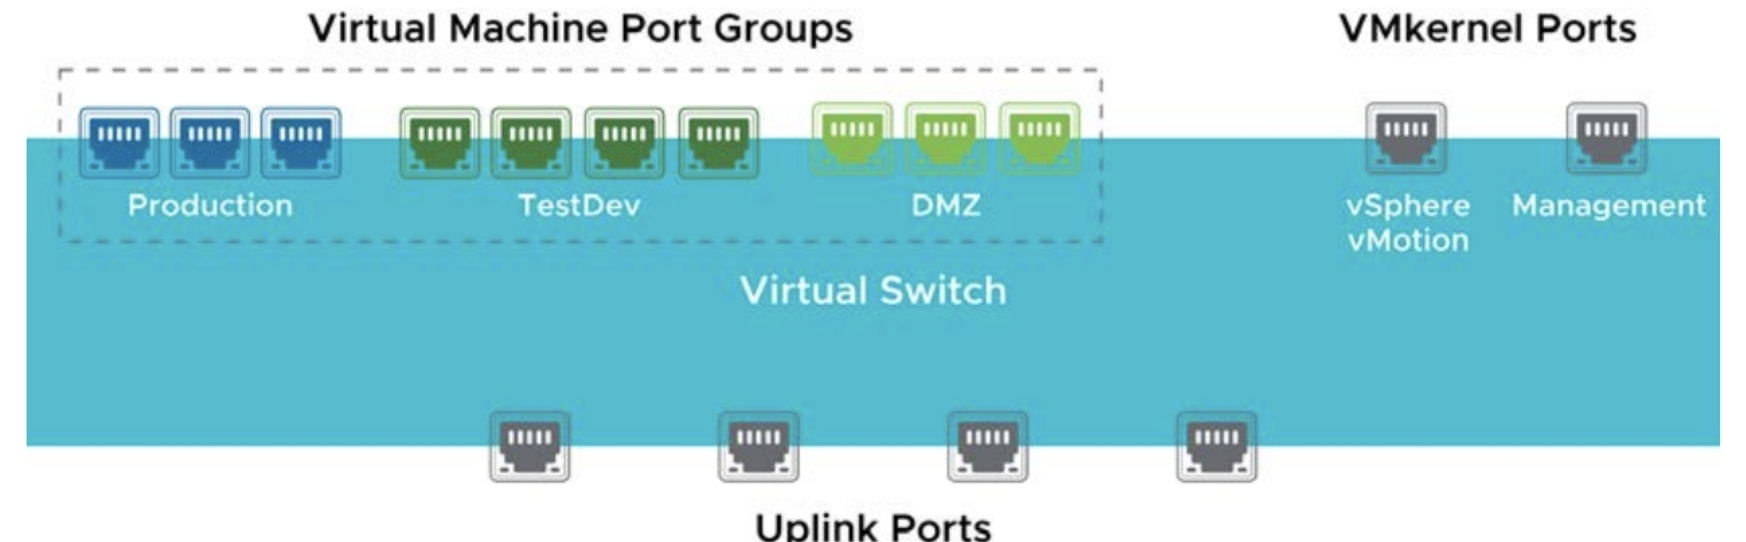 Virtual Machine Port Groups
VMkernel Ports
Production
TestDev
DMZ
vSphere
vMotion
Management
Virtual Switch
Uplink Ports